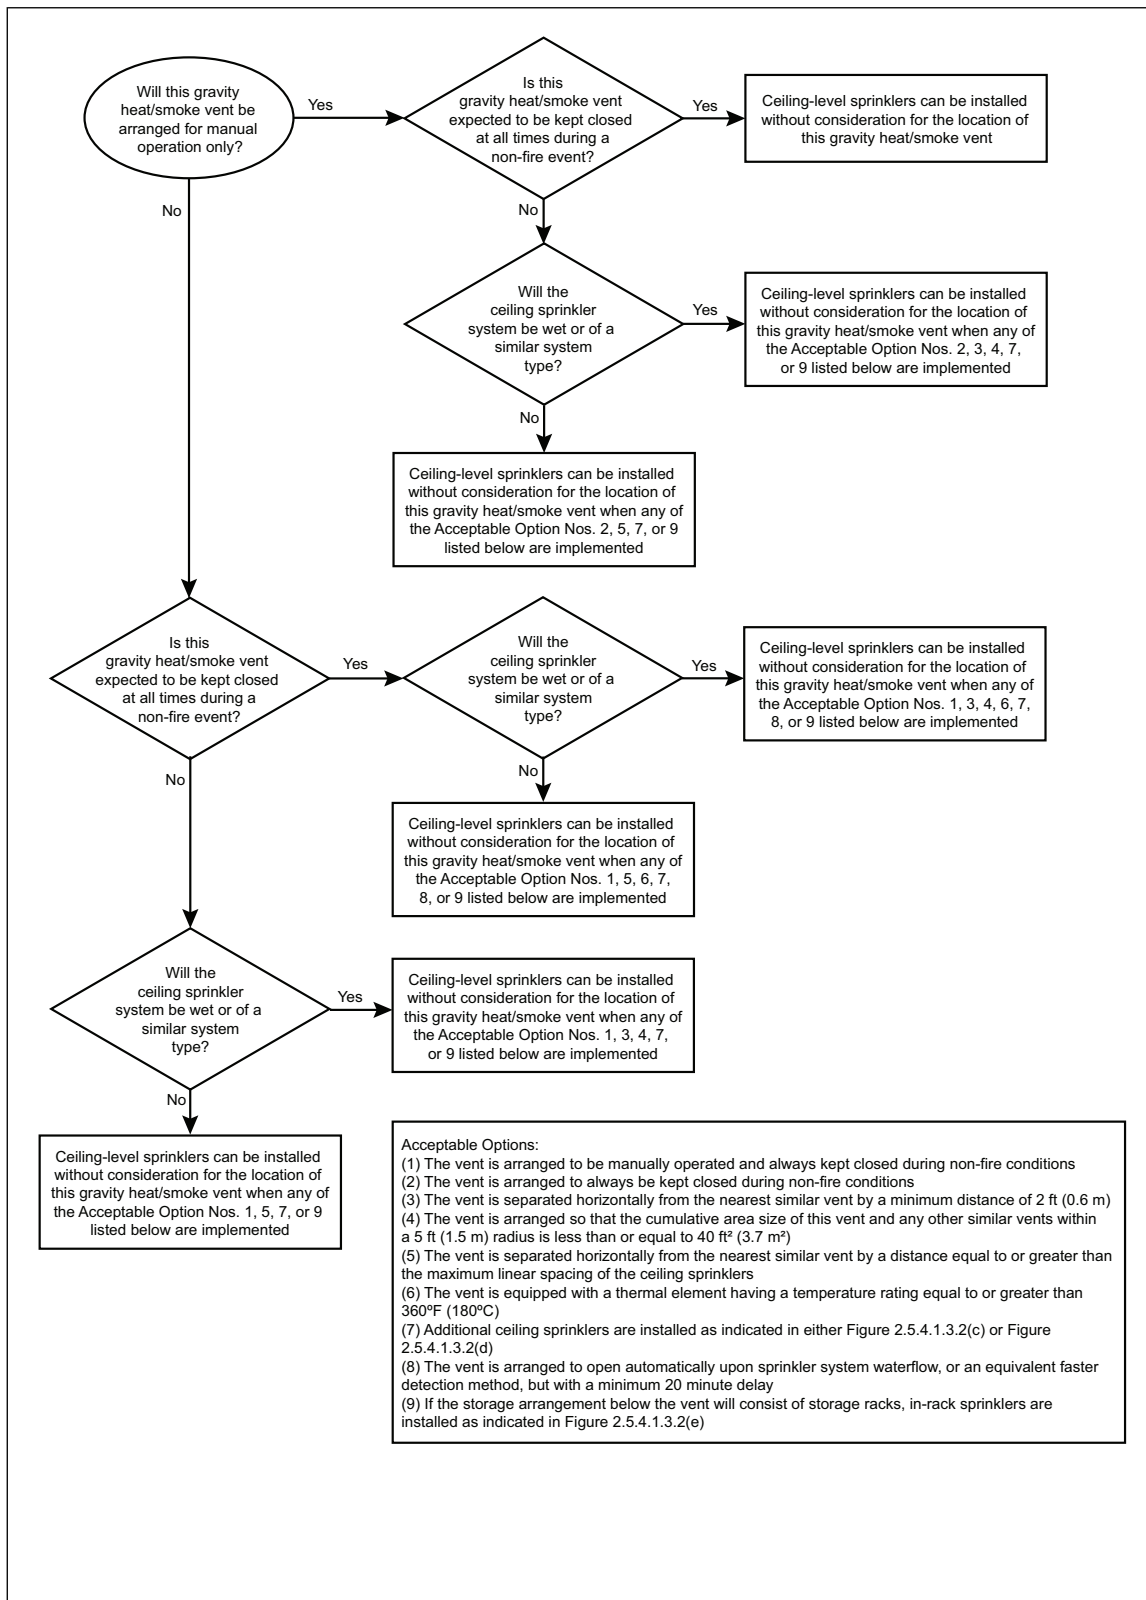 Will this gravity
heat/smoke vent be
arranged for manual
operation only?
Yes
Is this
gravity heat/smoke vent
expected to be kept closed
at all times during a
non-fire event?
Yes
Ceiling-level sprinklers can be installed
without consideration for the location of
this gravity heat/smoke vent
No
No
Will the
ceiling sprinkler
system be wet or of a
similar system
type?
Yes
Ceiling-level sprinklers can be installed
without consideration for the location of
this gravity heat/smoke vent when any of
the Acceptable Option Nos. 2, 3, 4, 7,
or 9 listed below are implemented
No
Ceiling-level sprinklers can be installed
without consideration for the location of
this gravity heat/smoke vent when any of
the Acceptable Option Nos. 2, 5, 7, or 9
listed below are implemented
Is this
gravity heat/smoke vent
expected to be kept closed
at all times during a
non-fire event?
Yes
Will the
ceiling sprinkler
system be wet or of a
similar system
type?
Yes
Ceiling-level sprinklers can be installed
without consideration for the location of
this gravity heat/smoke vent when any of
the Acceptable Option Nos. 1, 3, 4, 6, 7,
8, or 9 listed below are implemented
No
No
Ceiling-level sprinklers can be installed
without consideration for the location of
this gravity heat/smoke vent when any of
the Acceptable Option Nos. 1, 5, 6, 7,
8, or 9 listed below are implemented
Will the
ceiling sprinkler
system be wet or of a
similar system
type?
Yes
Ceiling-level sprinklers can be installed
without consideration for the location of
this gravity heat/smoke vent when any of
the Acceptable Option Nos. 1, 3, 4, 7,
or 9 listed below are implemented
No
Ceiling-level sprinklers can be installed
without consideration for the location of
this gravity heat/smoke vent when any of
the Acceptable Option Nos. 1, 5, 7, or 9
listed below are implemented
Acceptable Options:
(1) The vent is arranged to be manually operated and always kept closed during non-fire conditions
(2) The vent is arranged to always be kept closed during non-fire conditions
(3) The vent is separated horizontally from the nearest similar vent by a minimum distance of 2 ft (0.6 m)
(4) The vent is arranged so that the cumulative area size of this vent and any other similar vents within
a 5 ft (1.5 m) radius is less than or equal to 40 ft² (3.7 m²)
(5) The vent is separated horizontally from the nearest similar vent by a distance equal to or greater than
the maximum linear spacing of the ceiling sprinklers
(6) The vent is equipped with a thermal element having a temperature rating equal to or greater than
360ºF (180ºC)
(7) Additional ceiling sprinklers are installed as indicated in either Figure 2.5.4.1.3.2(c) or Figure
2.5.4.1.3.2(d)
(8) The vent is arranged to open automatically upon sprinkler system waterflow, or an equivalent faster
detection method, but with a minimum 20 minute delay
(9) If the storage arrangement below the vent will consist of storage racks, in-rack sprinklers are
installed as indicated in Figure 2.5.4.1.3.2(e)